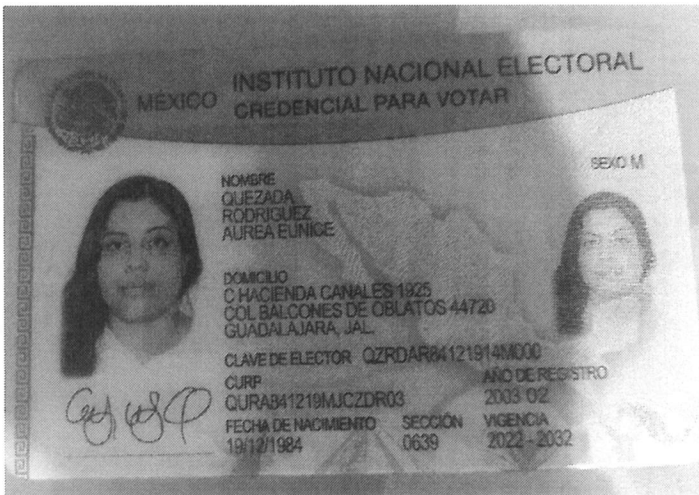 MÉXICO
INSTITUTO NACIONAL ELECTORAL
CREDENCIAL PARA VOTAR
SEXO M
NOMBRE
QUEZADA
RODRIGUEZ
AUREA EUNICE
DOMICILIO
C HACIENDA CANALES 1925
COL BALCONES DE OBLATOS 44720
GUADALAJARA, JAL.
CLAVE DE ELECTOR QZRDAR84121914M000
CURP
QURA841219MJCZDR03
AÑO DE REGISTRO
2003 02
FECHA DE NACIMIENTO
19/12/1984
SECCIÓN
0639
VIGENCIA
2022 - 2032